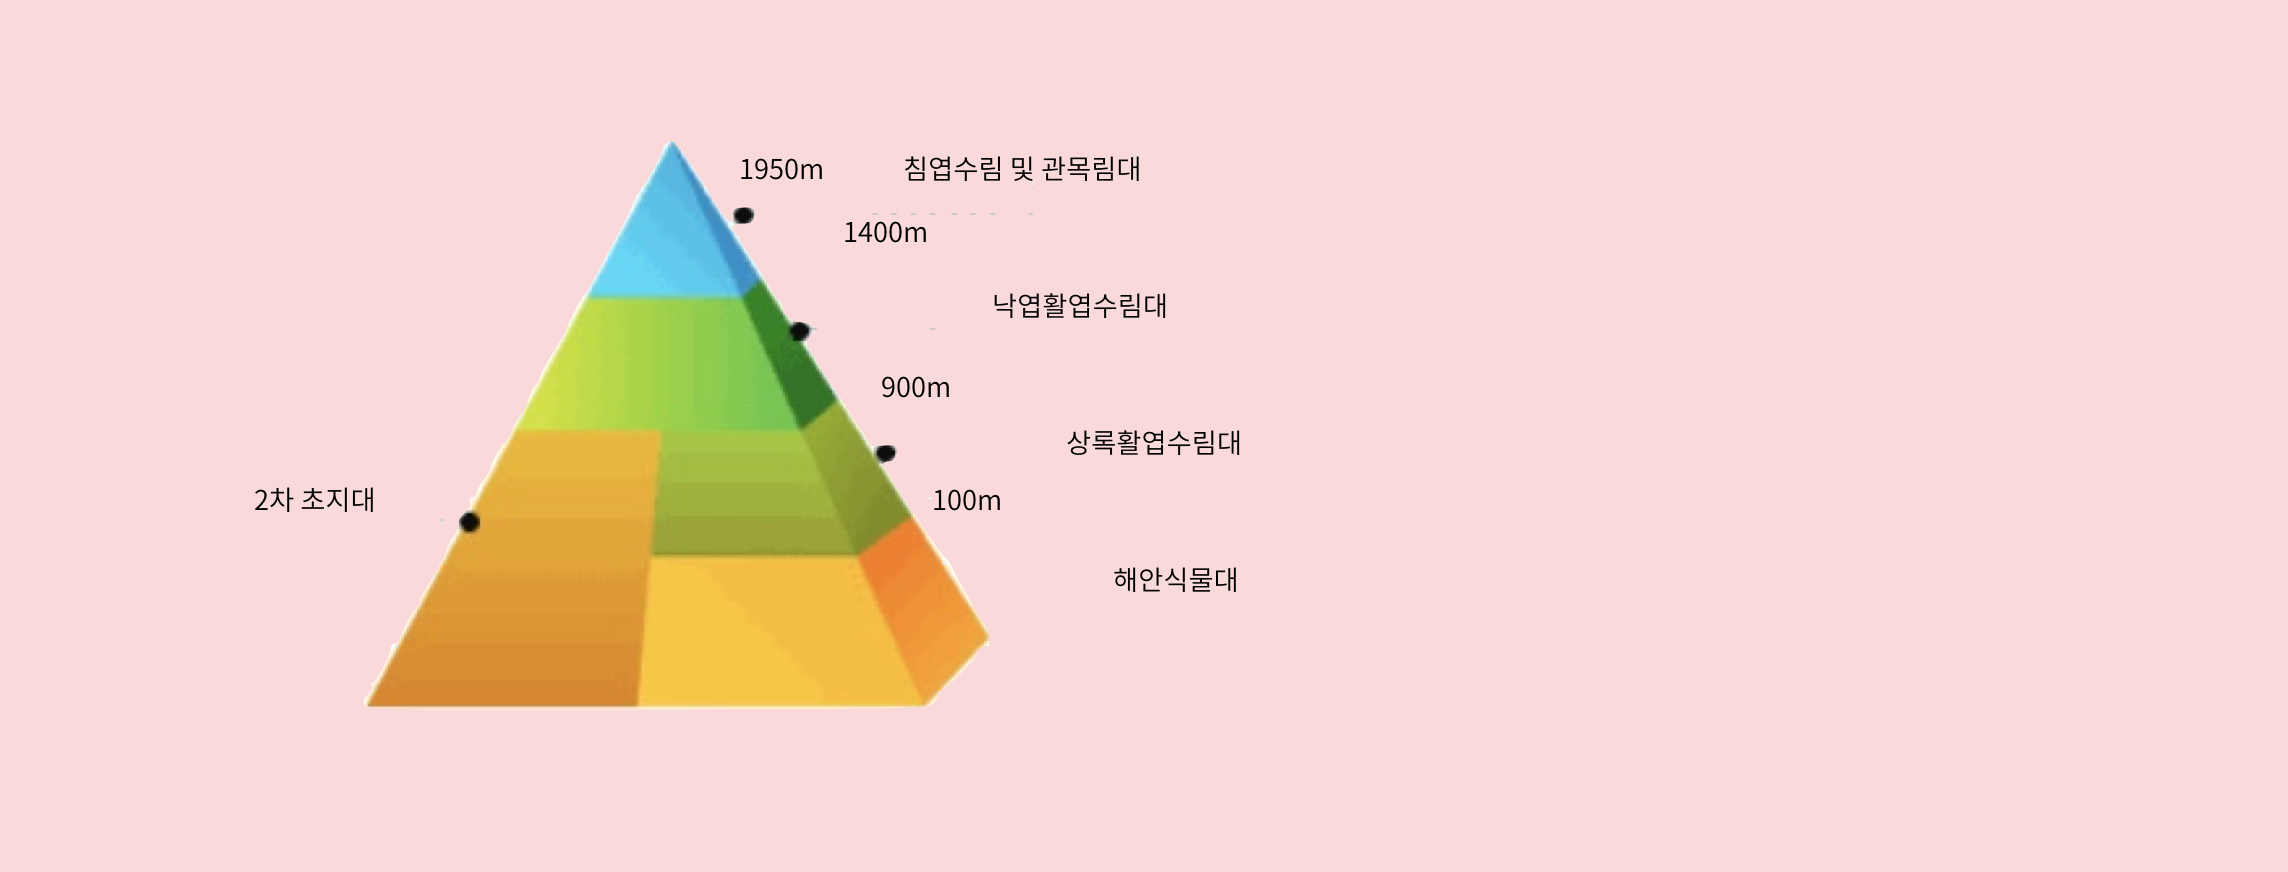 1950m
침엽수림 및 관목림대
1400m
낙엽활엽수림대
900m
상록활엽수림대
2차 초지대
100m
해안식물대